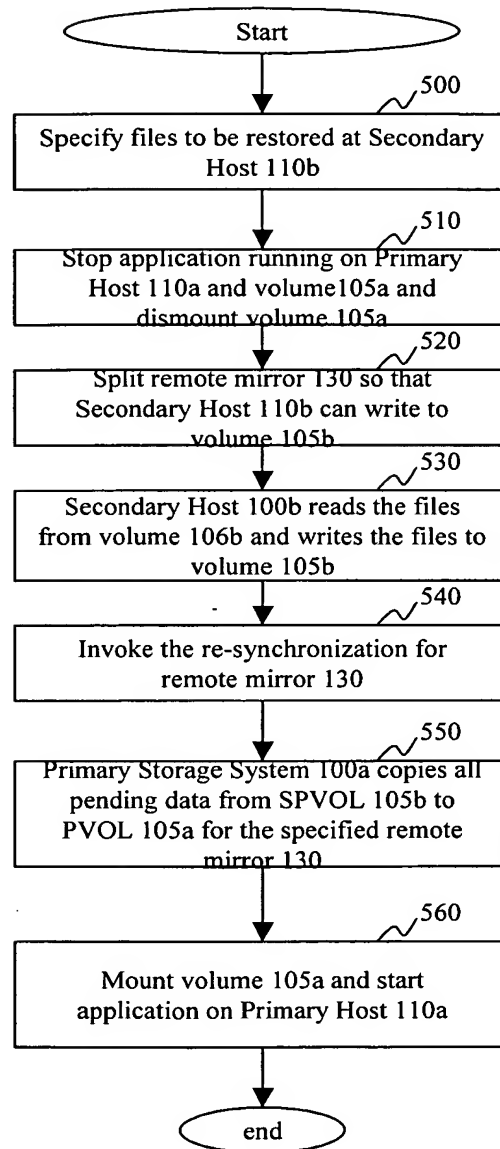 Start
500
Specify files to be restored at Secondary
Host 110b
510
Stop application running on Primary
Host 110a and volume105a and
dismount volume 105a
520
Split remote mirror 130 so that
Secondary Host 110b can write to
volume 105b
530
Secondary Host 100b reads the files
from volume 106b and writes the files to
volume 105b
540
Invoke the re-synchronization for
remote mirror 130
550
Primary Storage System 100a copies all
pending data from SPVOL 105b to
PVOL 105a for the specified remote
mirror 130
560
Mount volume 105a and start
application on Primary Host 110a
end